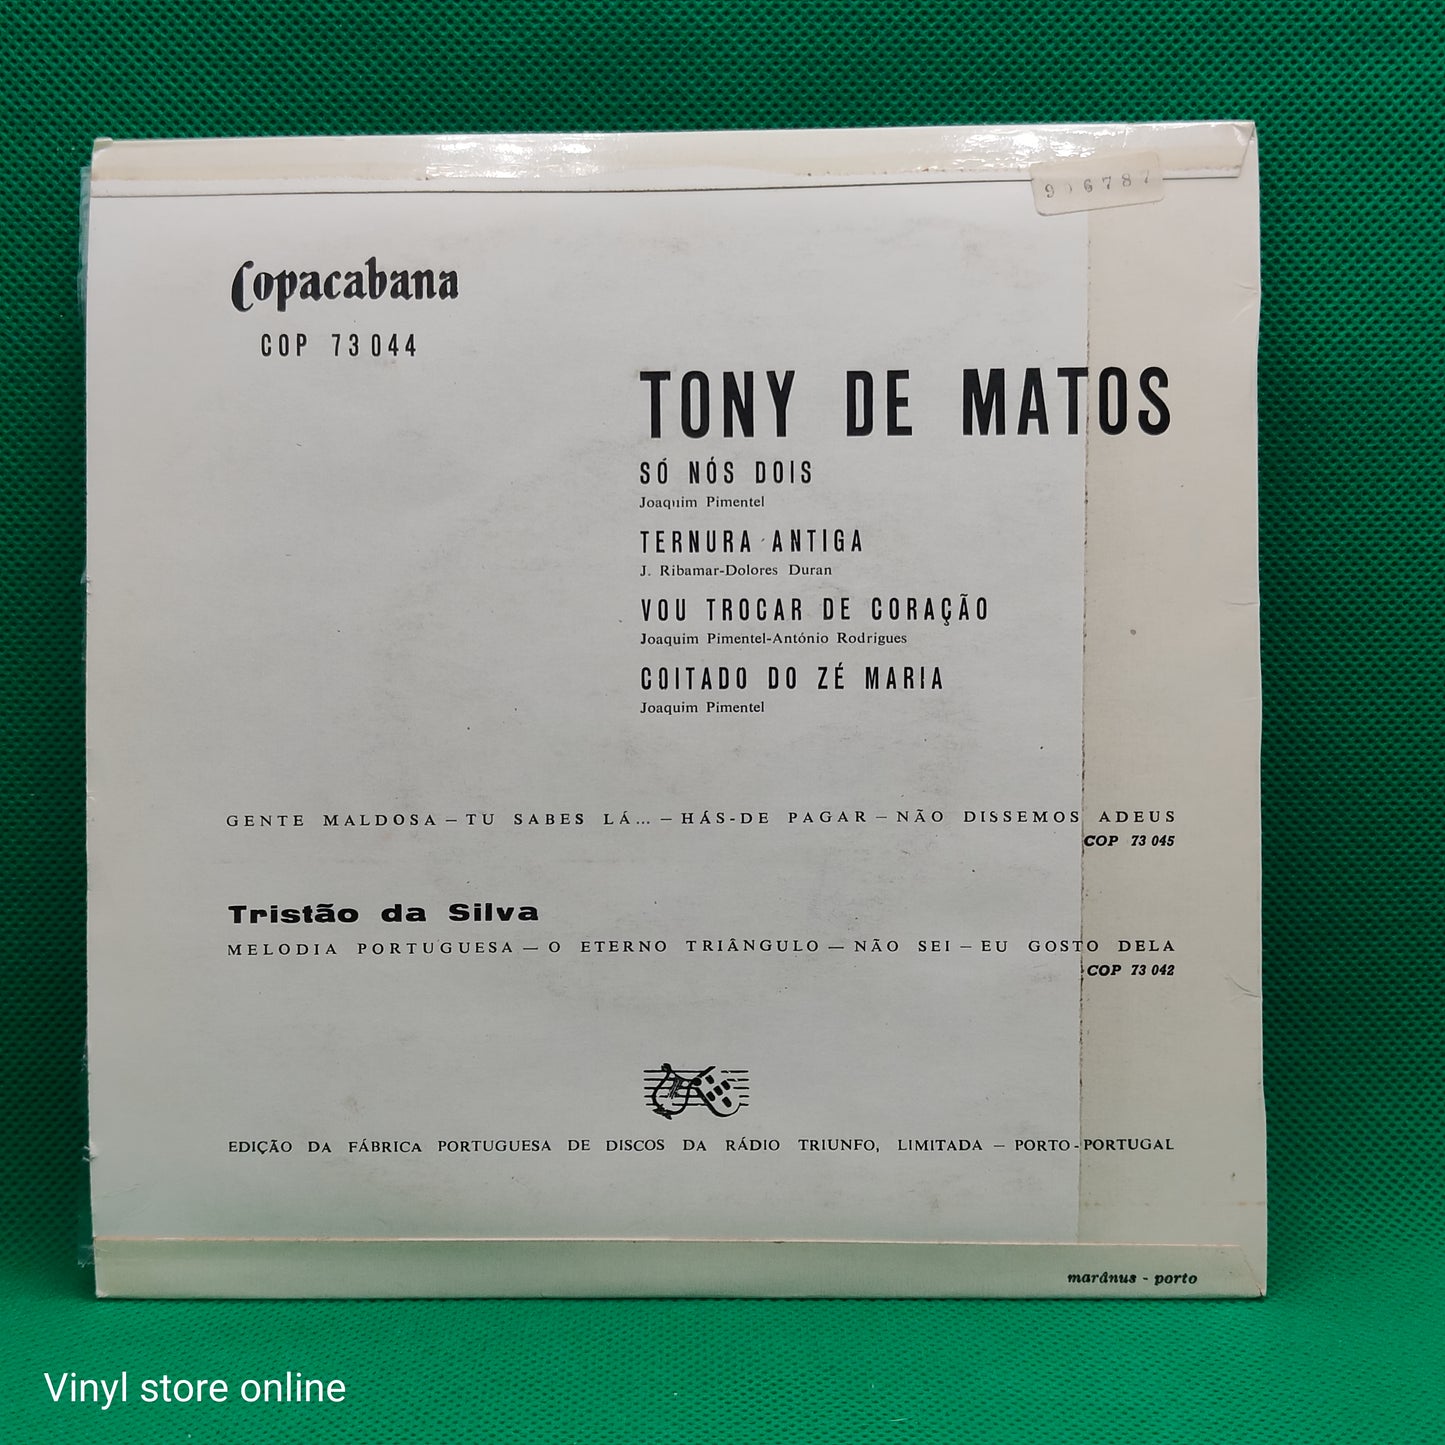 Copacabana
COP 73 044
TONY DE MATOS
SÓ NÓS DOIS
Joaquim Pimentel
TERNURA ANTIGA
J. Ribamar-Dolores Duran
VOU TROCAR DE CORAÇÃO
Joaquim Pimentel-António Rodrigues
COITADO DO ZÉ MARIA
Joaquim Pimentel
GENTE MALDOSA — TU SABES LÁ... — HÁS-DE PAGAR — NÃO DISSEMOS ADEUS
COP 73 045
Tristão da Silva
MELODIA PORTUGUESA — O ETERNO TRIÂNGULO — NÃO SEI — EU GOSTO DELA
COP 73 042
EDIÇÃO DA FÁBRICA PORTUGUESA DE DISCOS DA RÁDIO TRIUNFO, LIMITADA — PORTO-PORTUGAL
marânus - porto
Vinyl store online